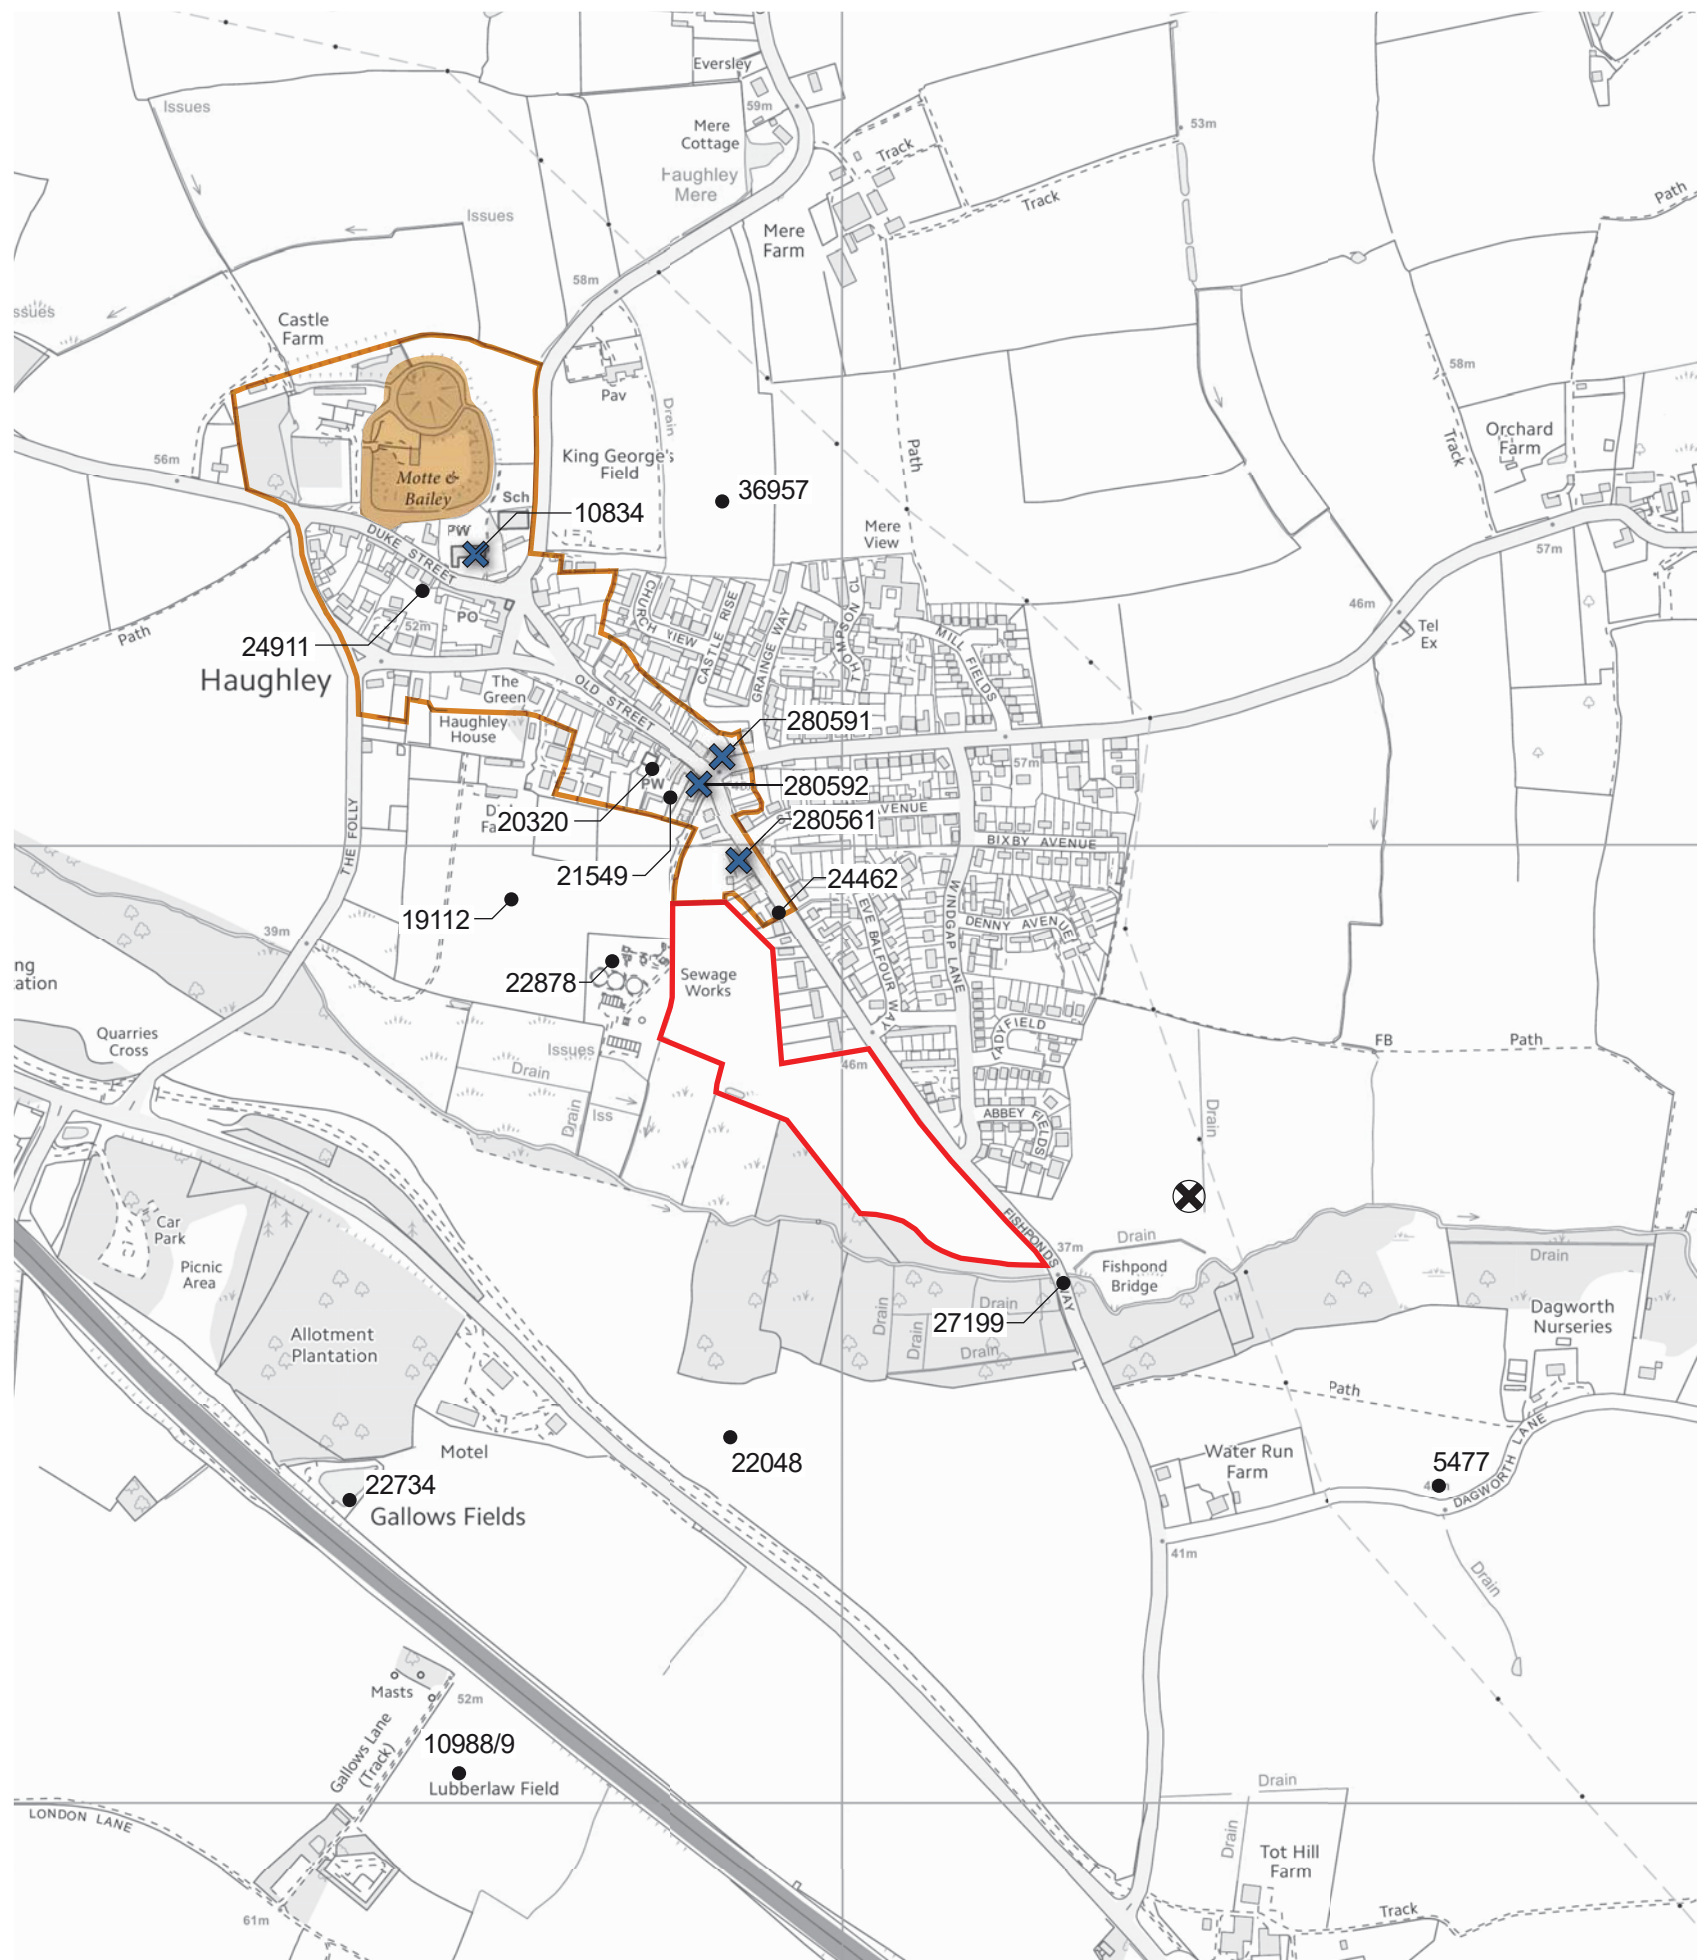 Eversley
Issues
59m
Mere
Cottage
53m
Track
Haughley
Mere
Path
Track
Issues
Mere
Farm
58m
ssues
Castle
Farm
58m
Pav
Drain
Track
Orchard
Farm
56m
King George's
Field
Path
Motte &
Bailey
Sch
36957
10834
PW
Mere
View
57m
DUKE STREET
CHURCH VIEW
CASTLE RISE
GRAINGE WAY
THOMPSON CL
46m
PO
52m
Path
MILL FIELDS
Tel
Ex
24911
Haughley
The
Green
OLD STREET
280591
Haughley
House
57m
PW
280592
AVENUE
20320
280561
BIXBY AVENUE
THE FOLLY
21549
24462
19112
WINDGAP LANE
EVE BALFOUR WAY
DENNY AVENUE
39m
ng
tation
22878
Sewage
Works
LADYFIELD
Quarries
Cross
Issues
FB
Path
46m
Drain
Drain
Iss
ABBEY FIELDS
Drain
Car
Park
FISHPONDS WAY
37m
Drain
Picnic
Area
Fishpond
Bridge
Drain
Allotment
Plantation
Drain
Drain
Drain
Drain
27199
Dagworth
Nurseries
Path
Motel
22048
Water Run
Farm
5477
DAGWORTH LANE
22734
Gallows Fields
41m
Drain
Masts
52m
Gallows Lane
(Track)
10988/9
Lubberlaw Field
Drain
LONDON LANE
Drain
Tot Hill
Farm
61m
Track